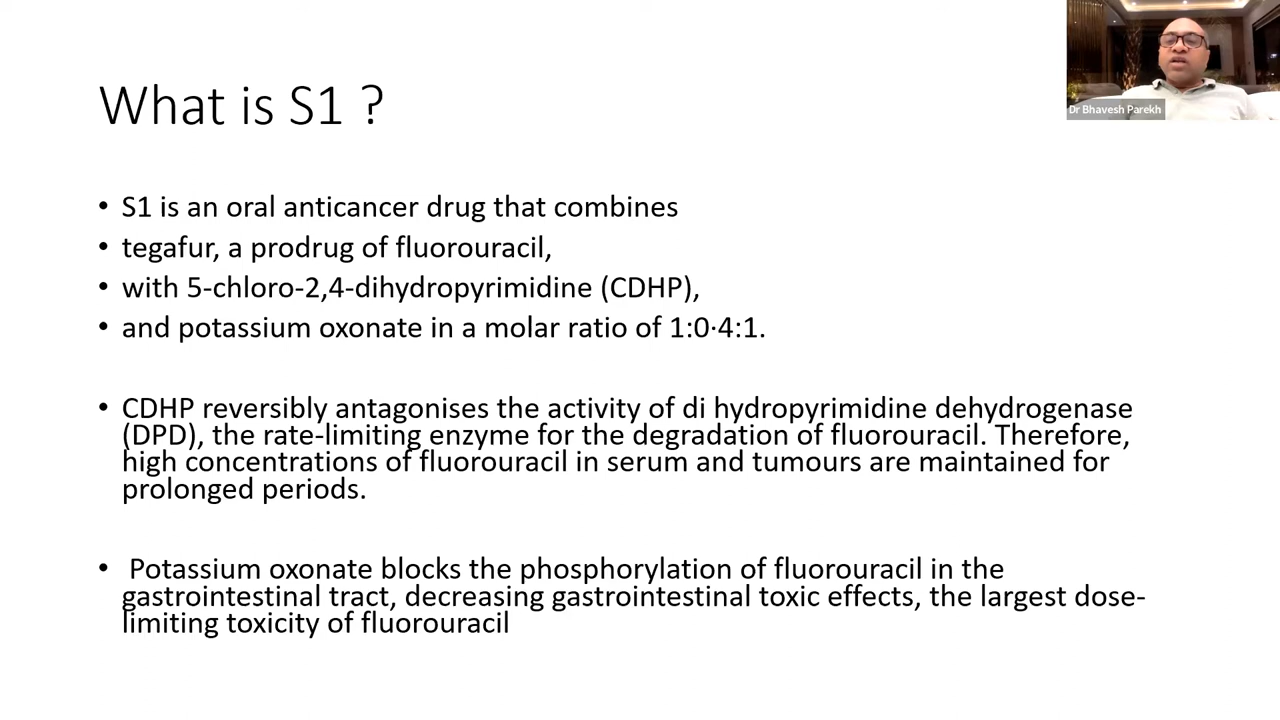 What is S1 ?
Dr Bhavesh Parekh
• S1 is an oral anticancer drug that combines
• tegafur, a prodrug of fluorouracil,
• with 5-chloro-2,4-dihydropyrimidine (CDHP),
• and potassium oxonate in a molar ratio of 1:0·4:1.
• CDHP reversibly antagonises the activity of di hydropyrimidine dehydrogenase
(DPD), the rate-limiting enzyme for the degradation of fluorouracil. Therefore,
high concentrations of fluorouracil in serum and tumours are maintained for
prolonged periods.
• Potassium oxonate blocks the phosphorylation of fluorouracil in the
gastrointestinal tract, decreasing gastrointestinal toxic effects, the largest dose-
limiting toxicity of fluorouracil